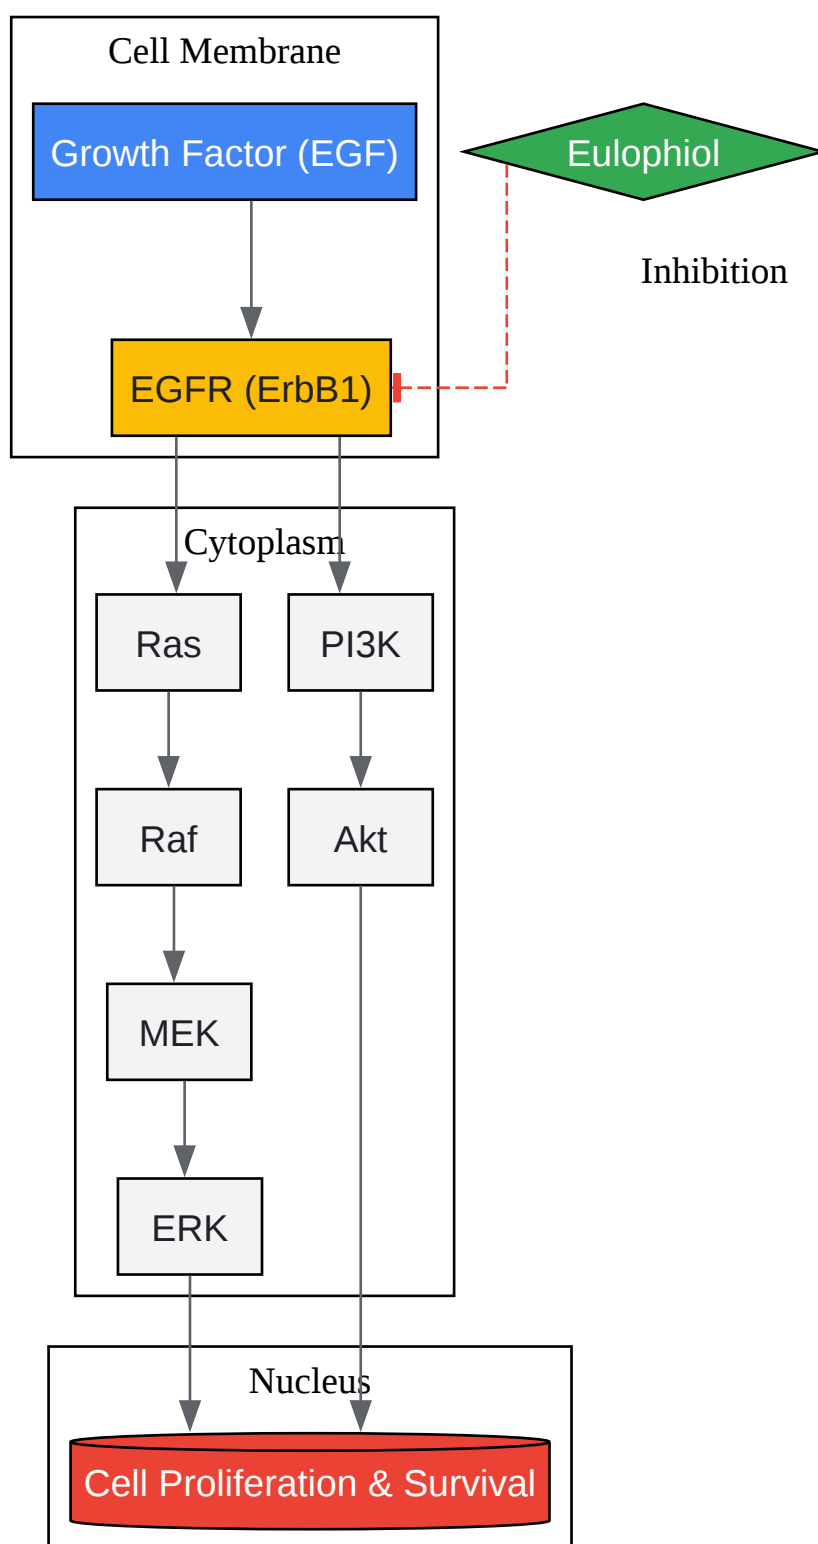 Cell Membrane
Growth Factor (EGF)
Eulophiol
Inhibition
EGFR (ErbB1)
Cytoplasm
Ras
PI3K
Raf
Akt
MEK
ERK
Nucleus
Cell Proliferation & Survival